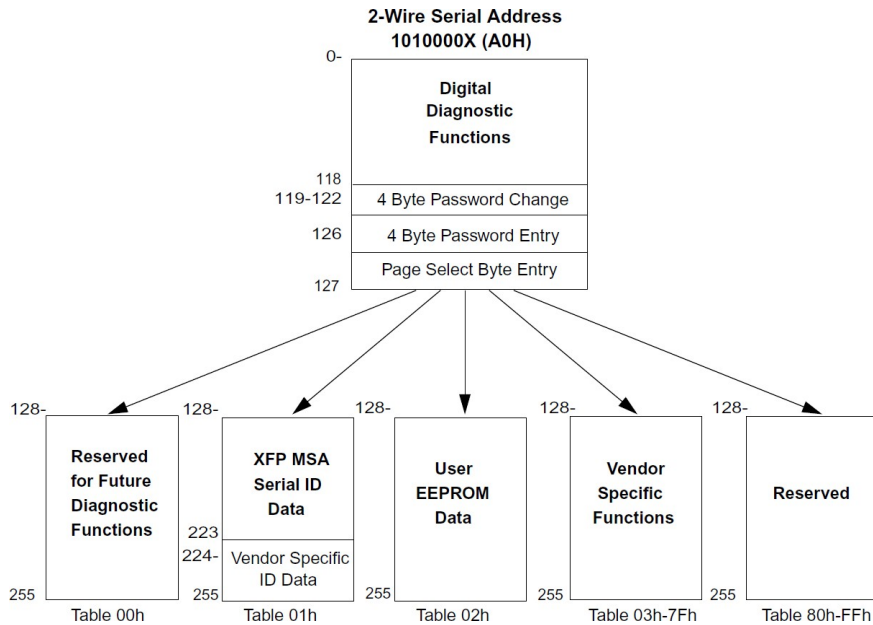 2-Wire Serial Address
1010000X (A0H)
0-
Digital
Diagnostic
Functions
118
119-122
4 Byte Password Change
126
4 Byte Password Entry
Page Select Byte Entry
127
128-
Reserved
for Future
Diagnostic
Functions
255
Table 00h
128-
XFP MSA
Serial ID
Data
223
224-
Vendor Specific
ID Data
255
Table 01h
128-
User
EEPROM
Data
255
Table 02h
128-
Vendor
Specific
Functions
255
Table 03h-7Fh
128-
Reserved
255
Table 80h-FFh